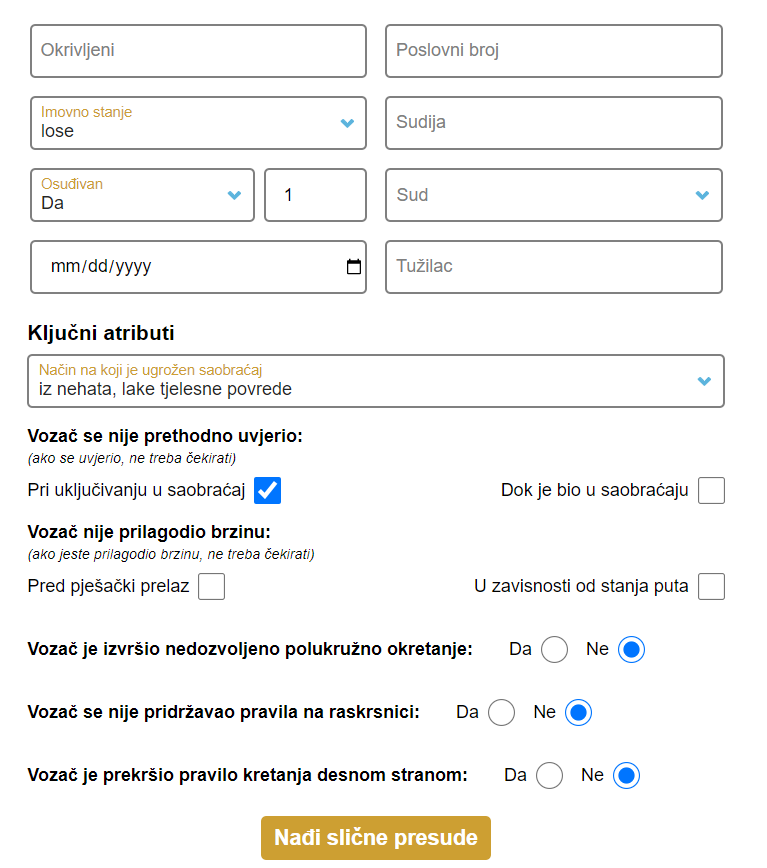 Okrivljeni
Poslovni broj
Imovno stanje
lose
Sudija
Osuđivan
Da
1
Sud
mm/dd/yyyy
Tužilac
Ključni atributi
Način na koji je ugrožen saobraćaj
iz nehata, lake tjelesne povrede
Vozač se nije prethodno uvjerio:
(ako se uvjerio, ne treba čekirati)
Pri uključivanju u saobraćaj
Dok je bio u saobraćaju
Vozač nije prilagodio brzinu:
(ako jeste prilagodio brzinu, ne treba čekirati)
Pred pješački prelaz
U zavisnosti od stanja puta
Vozač je izvršio nedozvoljeno polukružno okretanje: Da Ne
Vozač se nije pridržavao pravila na raskrsnici: Da Ne
Vozač je prekršio pravilo kretanja desnom stranom: Da Ne
Nađi slične presude